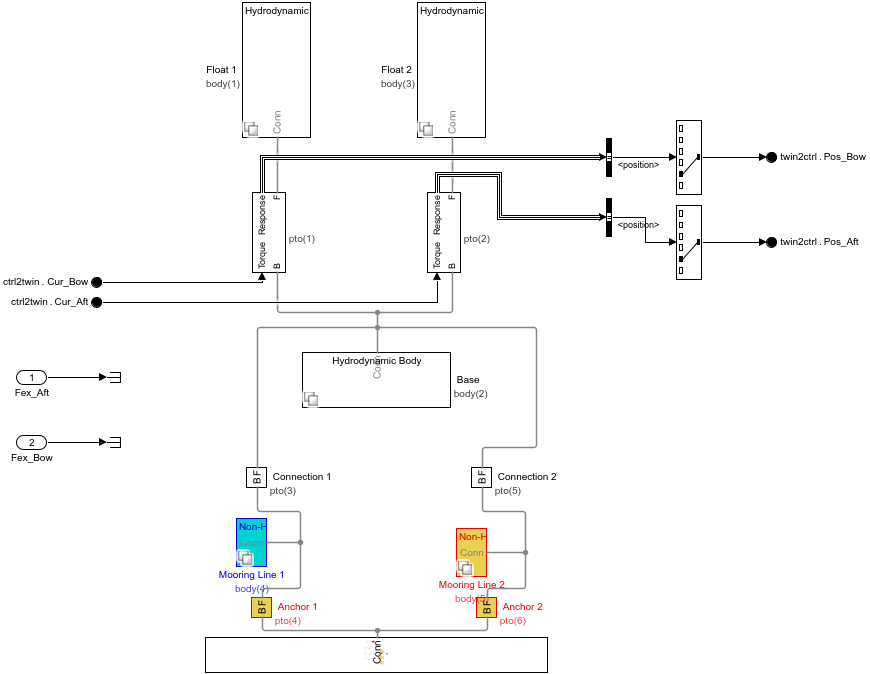 Hydrodynamic
Hydrodynamic
Float 1
body(1)
Float 2
body(3)
Conn
Conn
<position>
twin2ctrl . Pos_Bow
Response
F
Torque
B
pto(1)
Response
F
Torque
B
pto(2)
<position>
twin2ctrl . Pos_Aft
ctrl2twin . Cur_Bow
ctrl2twin . Cur_Aft
Hydrodynamic Body
Conn
Base
body(2)
1
Fex_Aft
2
Fex_Bow
B F
Connection 1
pto(3)
B F
Connection 2
pto(5)
Non-H
Conn
Mooring Line 1
body(4)
Non-H
Conn
Mooring Line 2
body(5)
B F
Anchor 1
pto(4)
B F
Anchor 2
pto(6)
Conn